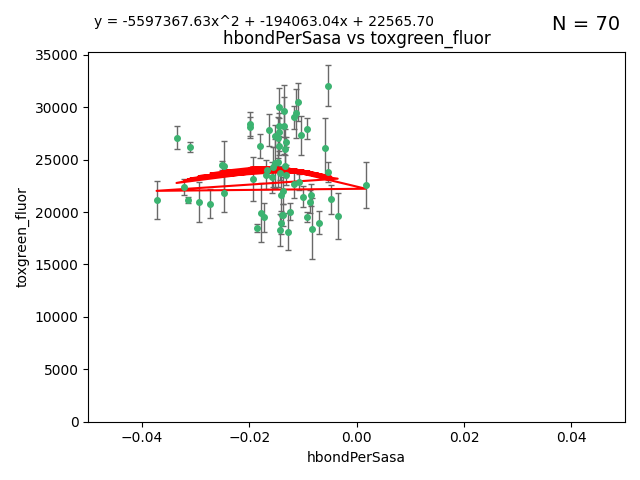 y = -5597367.63x^2 + -194063.04x + 22565.70
N = 70
hbondPerSasa vs toxgreen_fluor
35000
30000
25000
20000
15000
10000
5000
0
toxgreen_fluor
−0.04
−0.02
0.00
0.02
0.04
hbondPerSasa